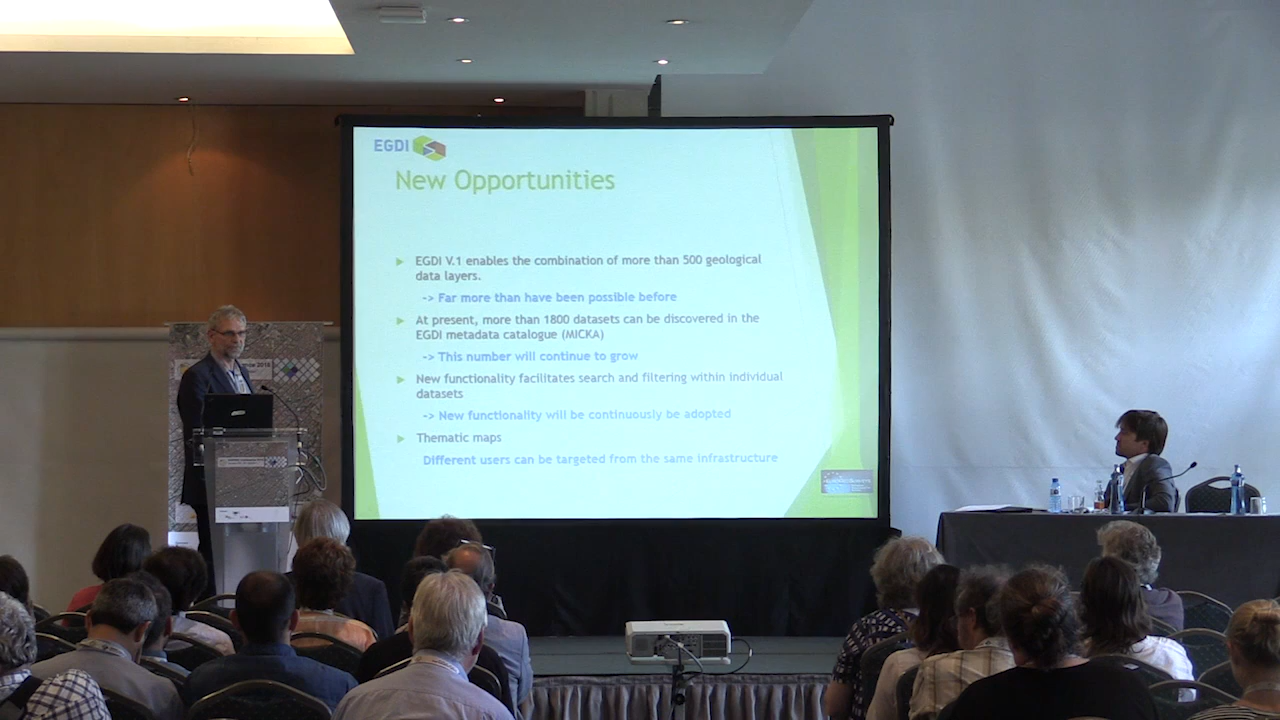 EGDI
New Opportunities
EGDI V.1 enables the combination of more than 500 geological
data layers.
-> Far more than have been possible before
At present, more than 1800 datasets can be discovered in the
EGDI metadata catalogue (MICKA)
-> This number will continue to grow
New functionality facilitates search and filtering within individual
datasets
-> New functionality will be continuously be adopted
Thematic maps
Different users can be targeted from the same infrastructure